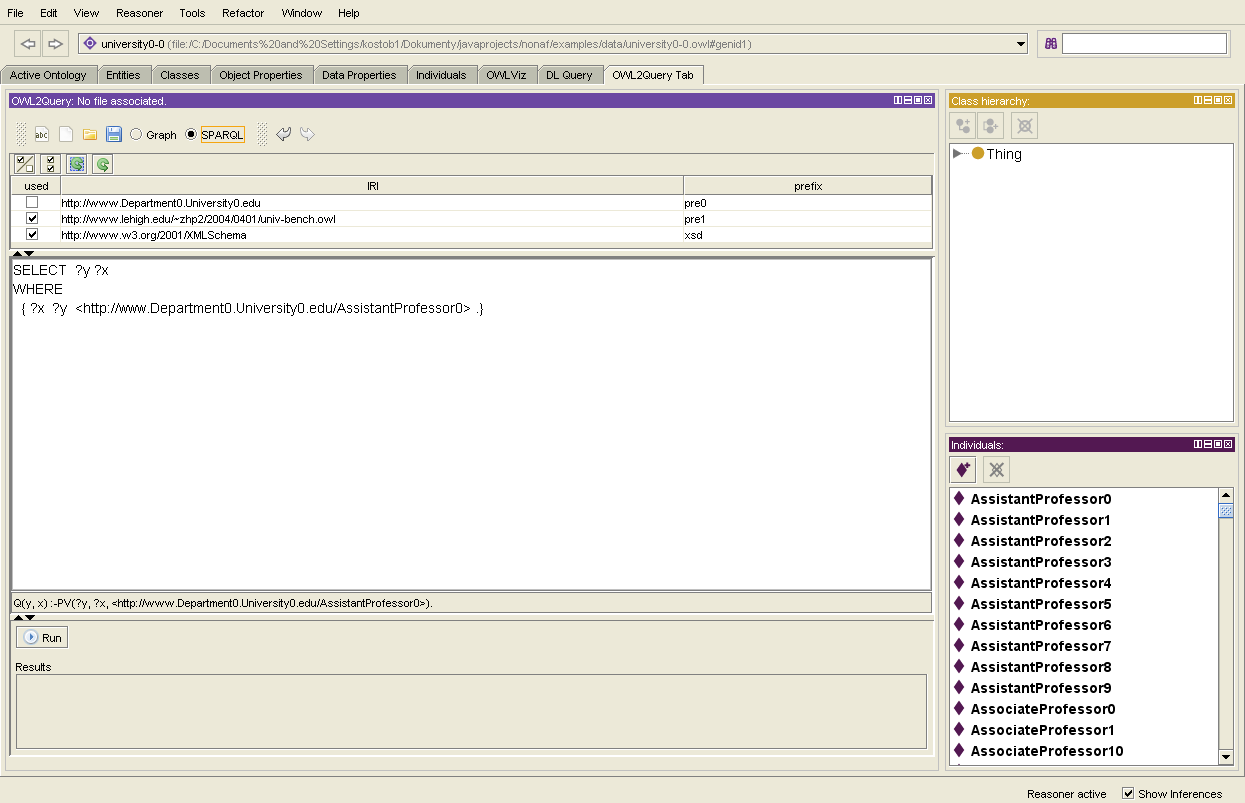 File Edit View Reasoner Tools Refactor Window Help
university0-0 (file:/C:/Documents%20and%20Settings/kostob1/Dokumenty/javaprojects/nonaf/examples/data/university0-0.owl#genid1)
Active Ontology Entities Classes Object Properties Data Properties Individuals OWLViz DL Query OWL2Query Tab
OWL2Query: No file associated.
abc Graph SPARQL
used IRI prefix
http://www.Department0.University0.edu pre0
http://www.lehigh.edu/~zhp2/2004/0401/univ-bench.owl pre1
http://www.w3.org/2001/XMLSchema xsd
SELECT ?y ?x
WHERE
{ ?x ?y <http://www.Department0.University0.edu/AssistantProfessor0> .}
Q(y, x) :-PV(?y, ?x, <http://www.Department0.University0.edu/AssistantProfessor0>).
Run
Results
Class hierarchy:
Thing
Individuals:
AssistantProfessor0
AssistantProfessor1
AssistantProfessor2
AssistantProfessor3
AssistantProfessor4
AssistantProfessor5
AssistantProfessor6
AssistantProfessor7
AssistantProfessor8
AssistantProfessor9
AssociateProfessor0
AssociateProfessor1
AssociateProfessor10
Reasoner active Show Inferences